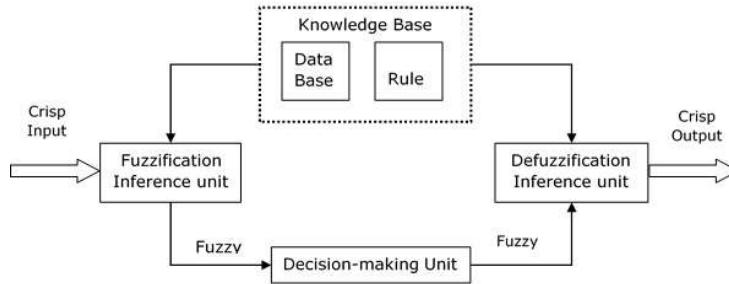 Knowledge Base
Data
Base
Rule
Crisp
Input
Crisp
Output
Fuzzification
Inference unit
Defuzzification
Inference unit
Fuzzy
Fuzzy
Decision-making Unit